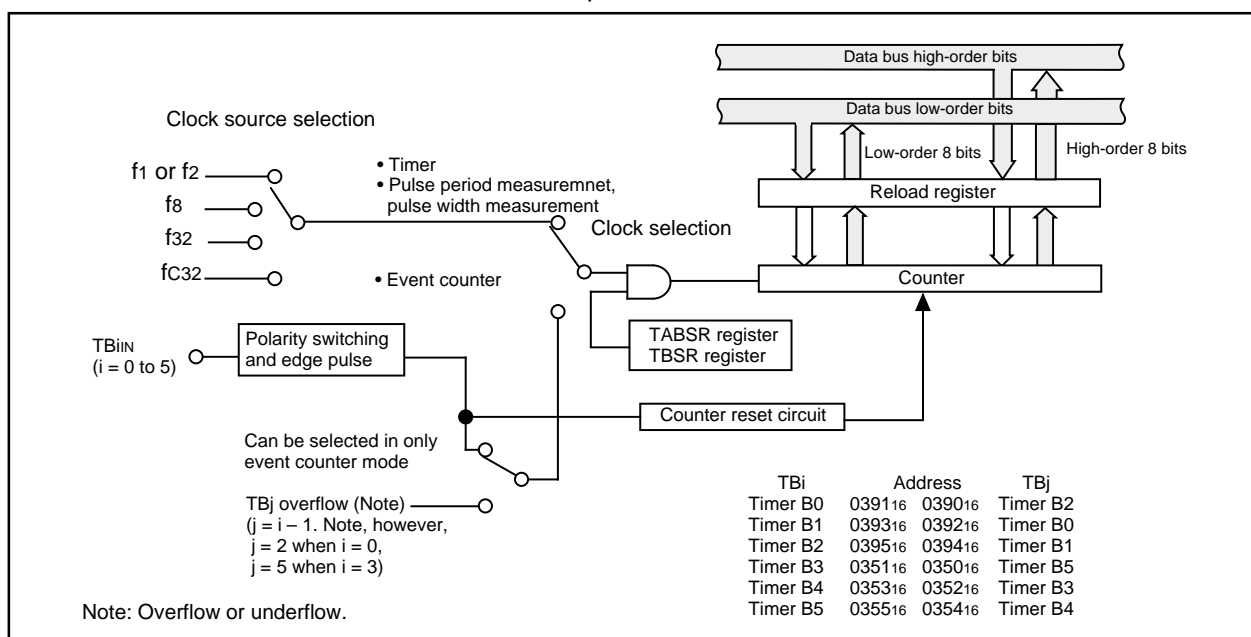 Data bus high-order bits
Data bus low-order bits
Clock source selection
Low-order 8 bits
High-order 8 bits
f1 or f2
• Timer
• Pulse period measuremnet,
pulse width measurement
Reload register
f8
Clock selection
f32
fC32
• Event counter
Counter
TABSR register
TBSR register
TBiIN
(i = 0 to 5)
Polarity switching
and edge pulse
Counter reset circuit
Can be selected in only
event counter mode
TBj overflow (Note)
(j = i – 1. Note, however,
j = 2 when i = 0,
j = 5 when i = 3)
TBi Address TBj
Timer B0 039116 039016 Timer B2
Timer B1 039316 039216 Timer B0
Timer B2 039516 039416 Timer B1
Timer B3 035116 035016 Timer B5
Timer B4 035316 035216 Timer B3
Timer B5 035516 035416 Timer B4
Note: Overflow or underflow.